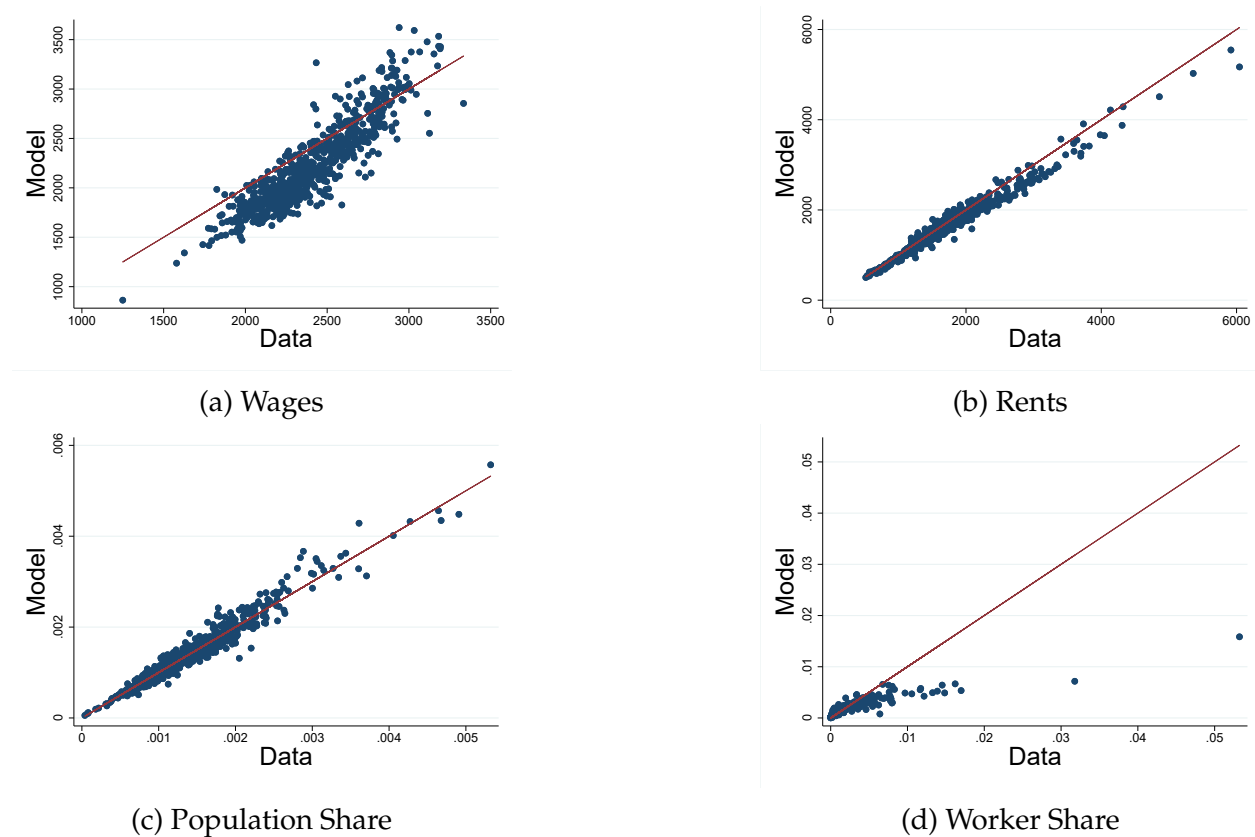 3500
3000
2500
2000
1500
1000
Model
1000 1500 2000 2500 3000 3500
Data
(a) Wages
6000
4000
2000
0
Model
0 2000 4000 6000
Data
(b) Rents
.006
.004
.002
0
Model
0 .001 .002 .003 .004 .005
Data
(c) Population Share
.05
.04
.03
.02
.01
0
Model
0 .01 .02 .03 .04 .05
Data
(d) Worker Share